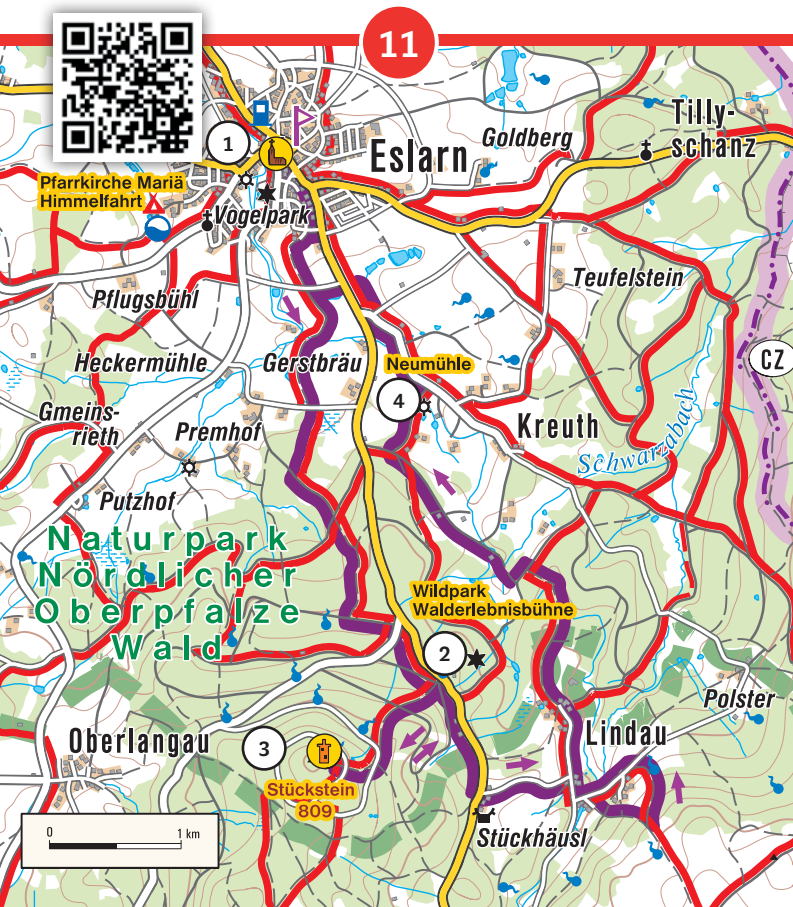 11
1
Eslarn
Goldberg
Tilly-
schanz
Pfarrkirche Mariä
Himmelfahrt
Vogelpark
Pflugsbühl
Teufelstein
CZ
Heckermühle
Gerstbräu
Neumühle
4
Gmeins-
rieth
Premhof
Kreuth
Schwarzabach
Putzhof
Naturpark
Nördlicher
Oberpfälze
Wald
Wildpark
Walderlebnisbühne
2
Polster
Oberlangau
3
Lindau
Stückstein
809
0 1 km
Stückhäusl